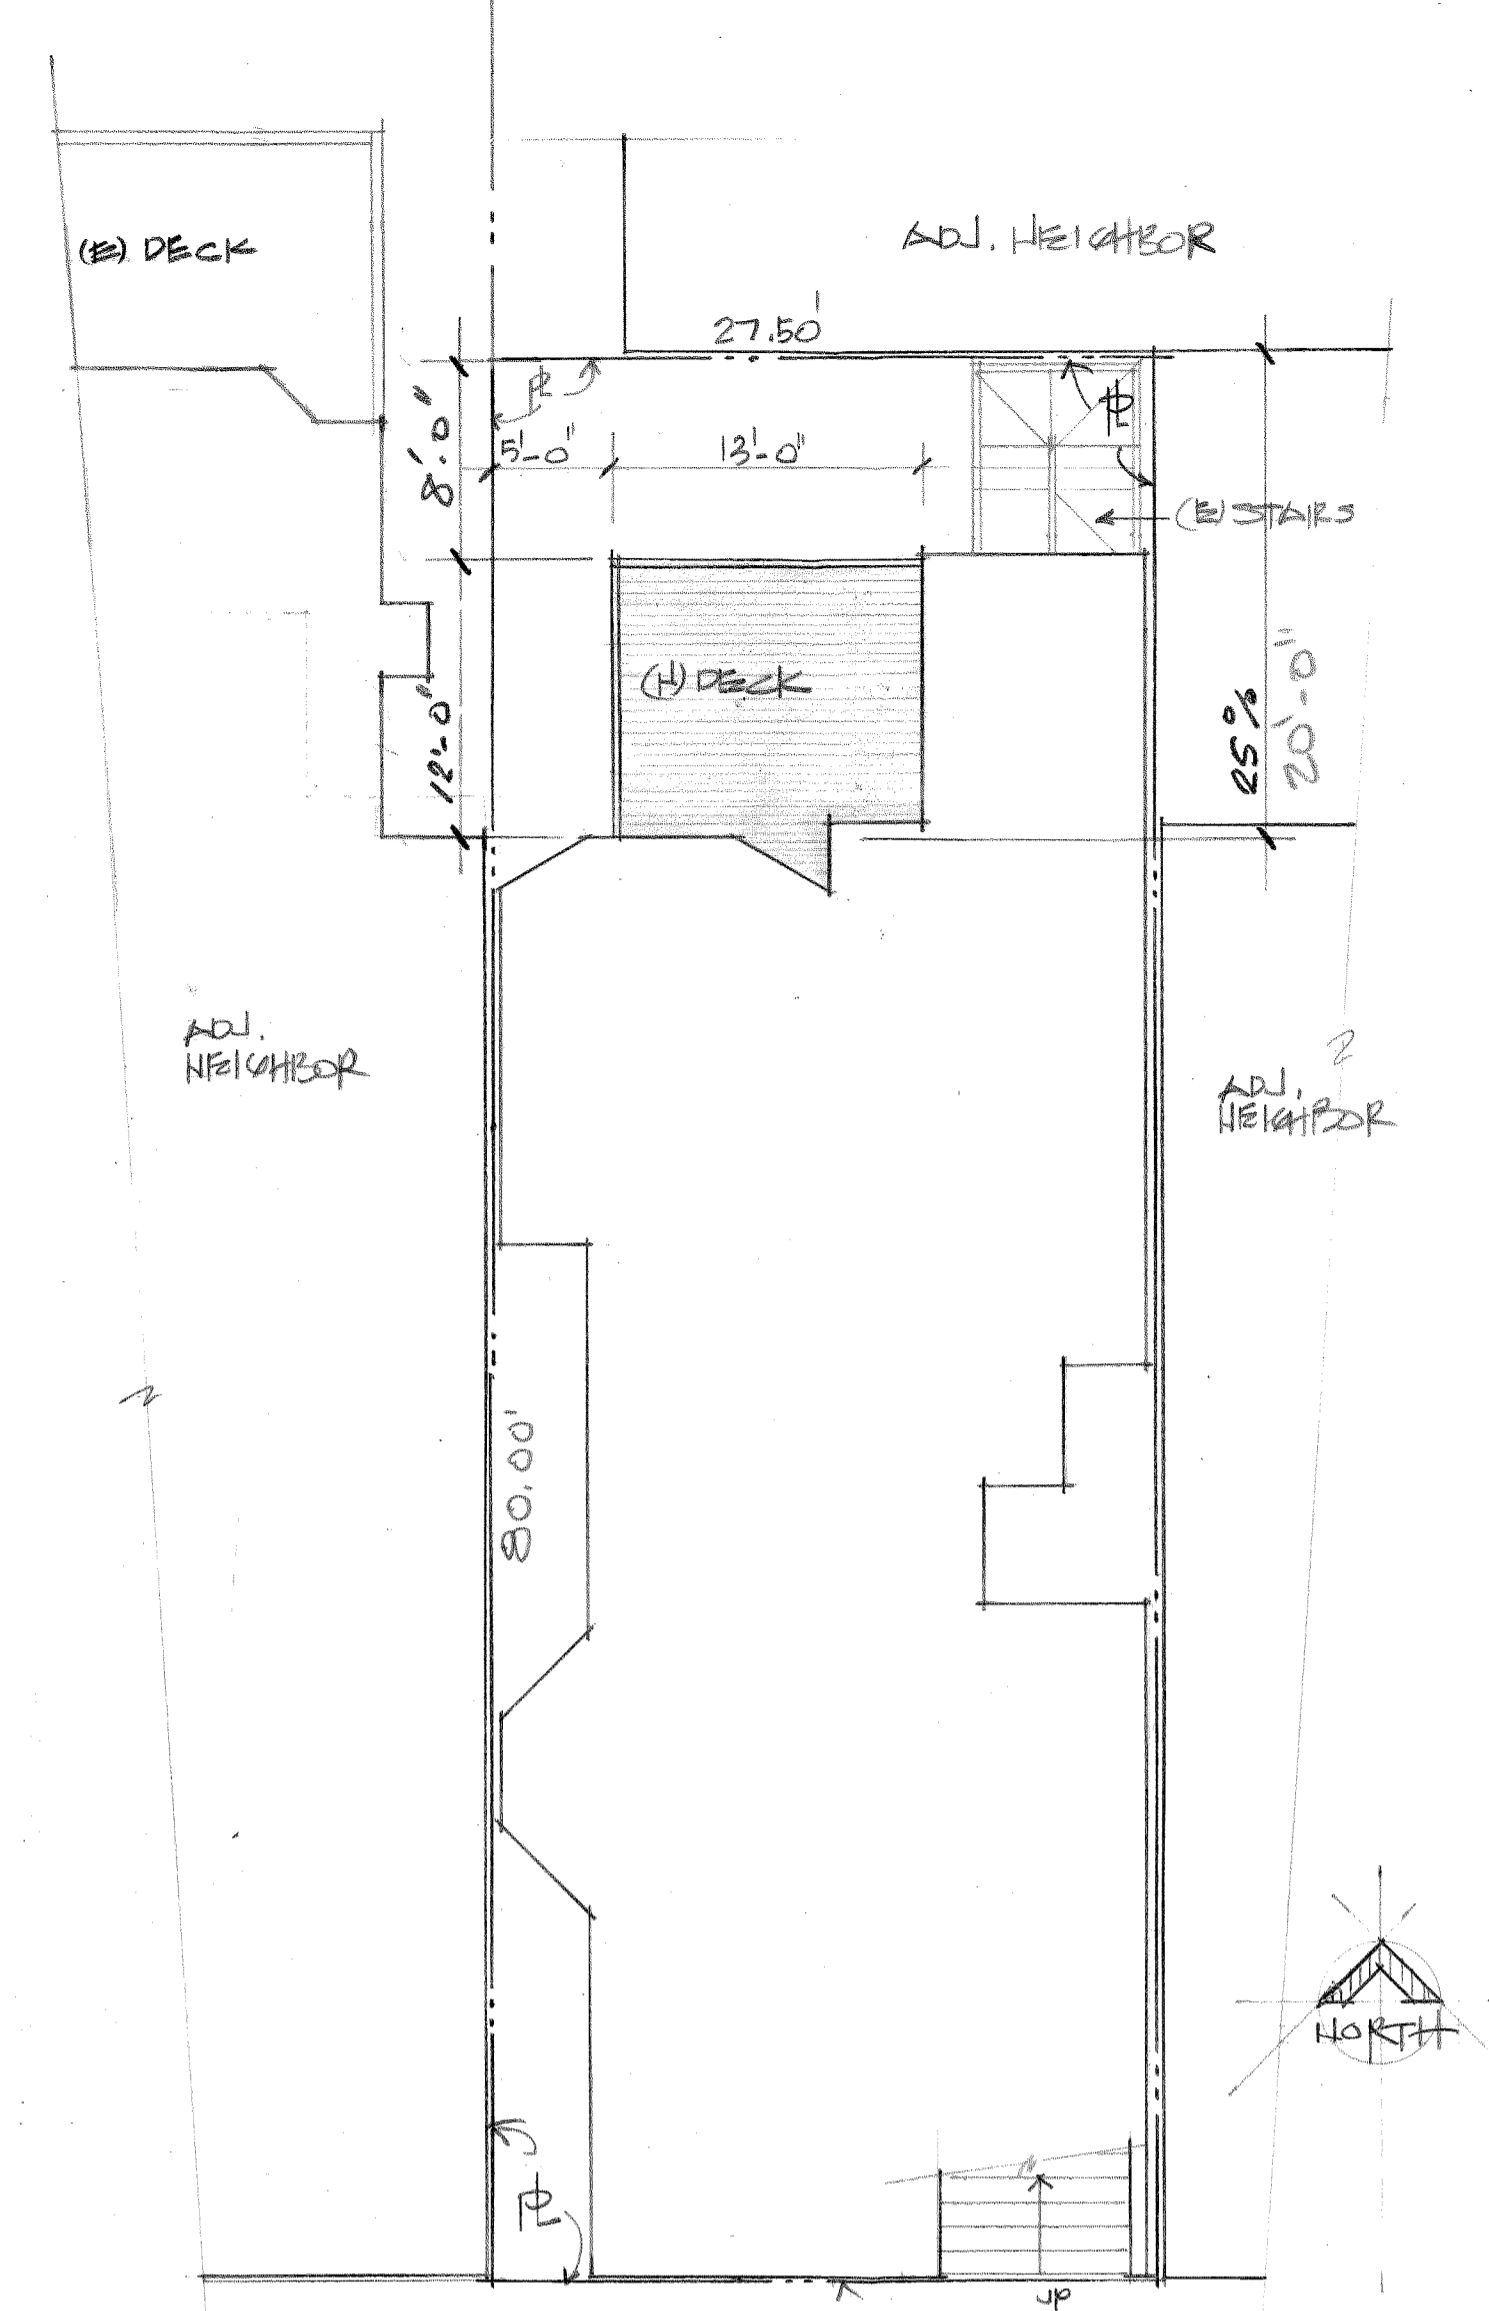 (E) DECK
ADJ. NEIGHBOR
27.50'
PL
PL
8'-0"
5'-0"
13'-0"
(E) STAIRS
(N) DECK
12'-0"
25%
20'-0"
ADJ.
NEIGHBOR
ADJ.
NEIGHBOR
80.00'
NORTH
PL
UP